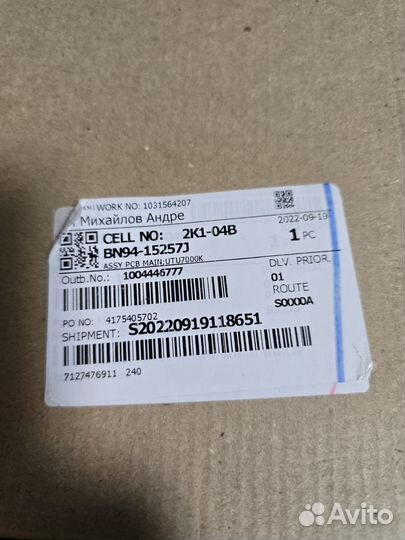 WORK NO: 1031564207
Михайлов Андре
2022-09-19
CELL NO: 2K1-04B
1 PC
BN94-15257J
ASSY PCB MAIN;UTU7000K
DLV. PRIOR.
Outb.No.: 1004446777
01
ROUTE
S0000A
PO NO: 4175405702
SHIPMENT: S20220919118651
7127476911 240
Avito